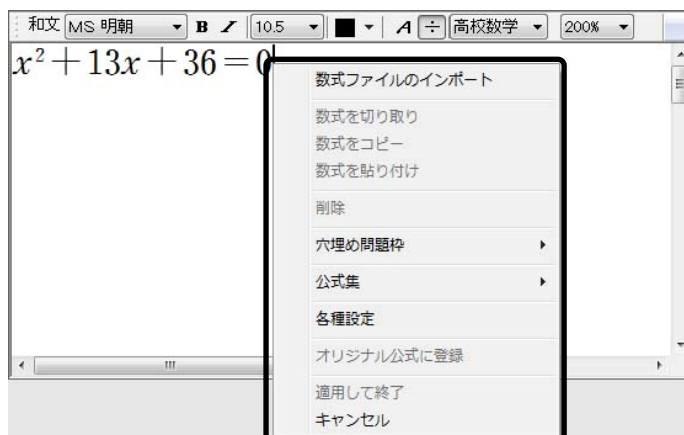 和文 MS 明朝 B I 10.5 A ÷ 高校数学 200%
x² + 13x + 36 = 0
数式ファイルのインポート
数式を切り取り
数式をコピー
数式を貼り付け
削除
穴埋め問題枠
公式集
各種設定
オリジナル公式に登録
適用して終了
キャンセル